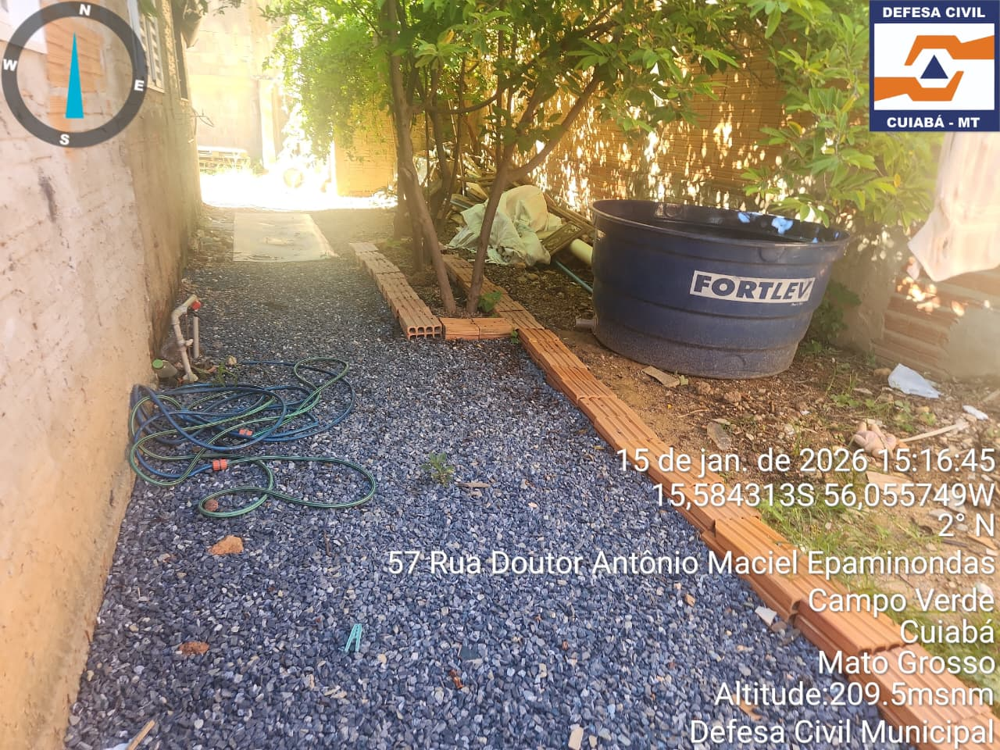 N
W
E
S
DEFESA CIVIL
CUIABÁ - MT
FORTLEV
15 de jan. de 2026 15:16:45
15,584313S 56,055749W
2° N
57 Rua Doutor Antônio Maciel Epaminondas
Campo Verde
Cuiabá
Mato Grosso
Altitude:209.5msnm
Defesa Civil Municipal